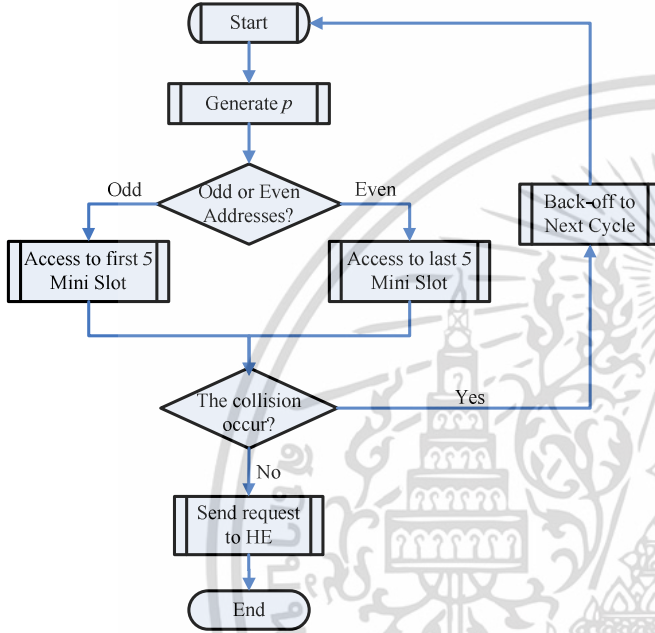 Start
Generate p
Odd or Even
Addresses?
Odd
Even
Access to first 5
Mini Slot
Access to last 5
Mini Slot
Back-off to
Next Cycle
The collision
occur?
Yes
No
Send request
to HE
End